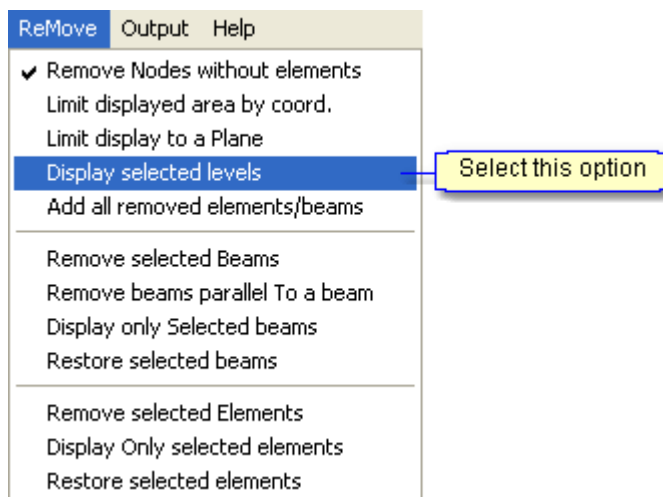 ReMove Output Help
Remove Nodes without elements
Limit displayed area by coord.
Limit display to a Plane
Display selected levels
Select this option
Add all removed elements/beams
Remove selected Beams
Remove beams parallel To a beam
Display only Selected beams
Restore selected beams
Remove selected Elements
Display Only selected elements
Restore selected elements